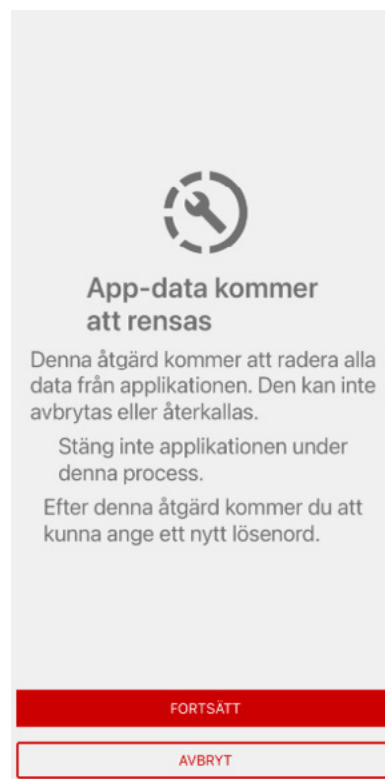 App-data kommer
att rensas
Denna åtgärd kommer att radera alla
data från applikationen. Den kan inte
avbrytas eller återkallas.
Stäng inte applikationen under
denna process.
Efter denna åtgärd kommer du att
kunna ange ett nytt lösenord.
FORTSÄTT
AVBRYT